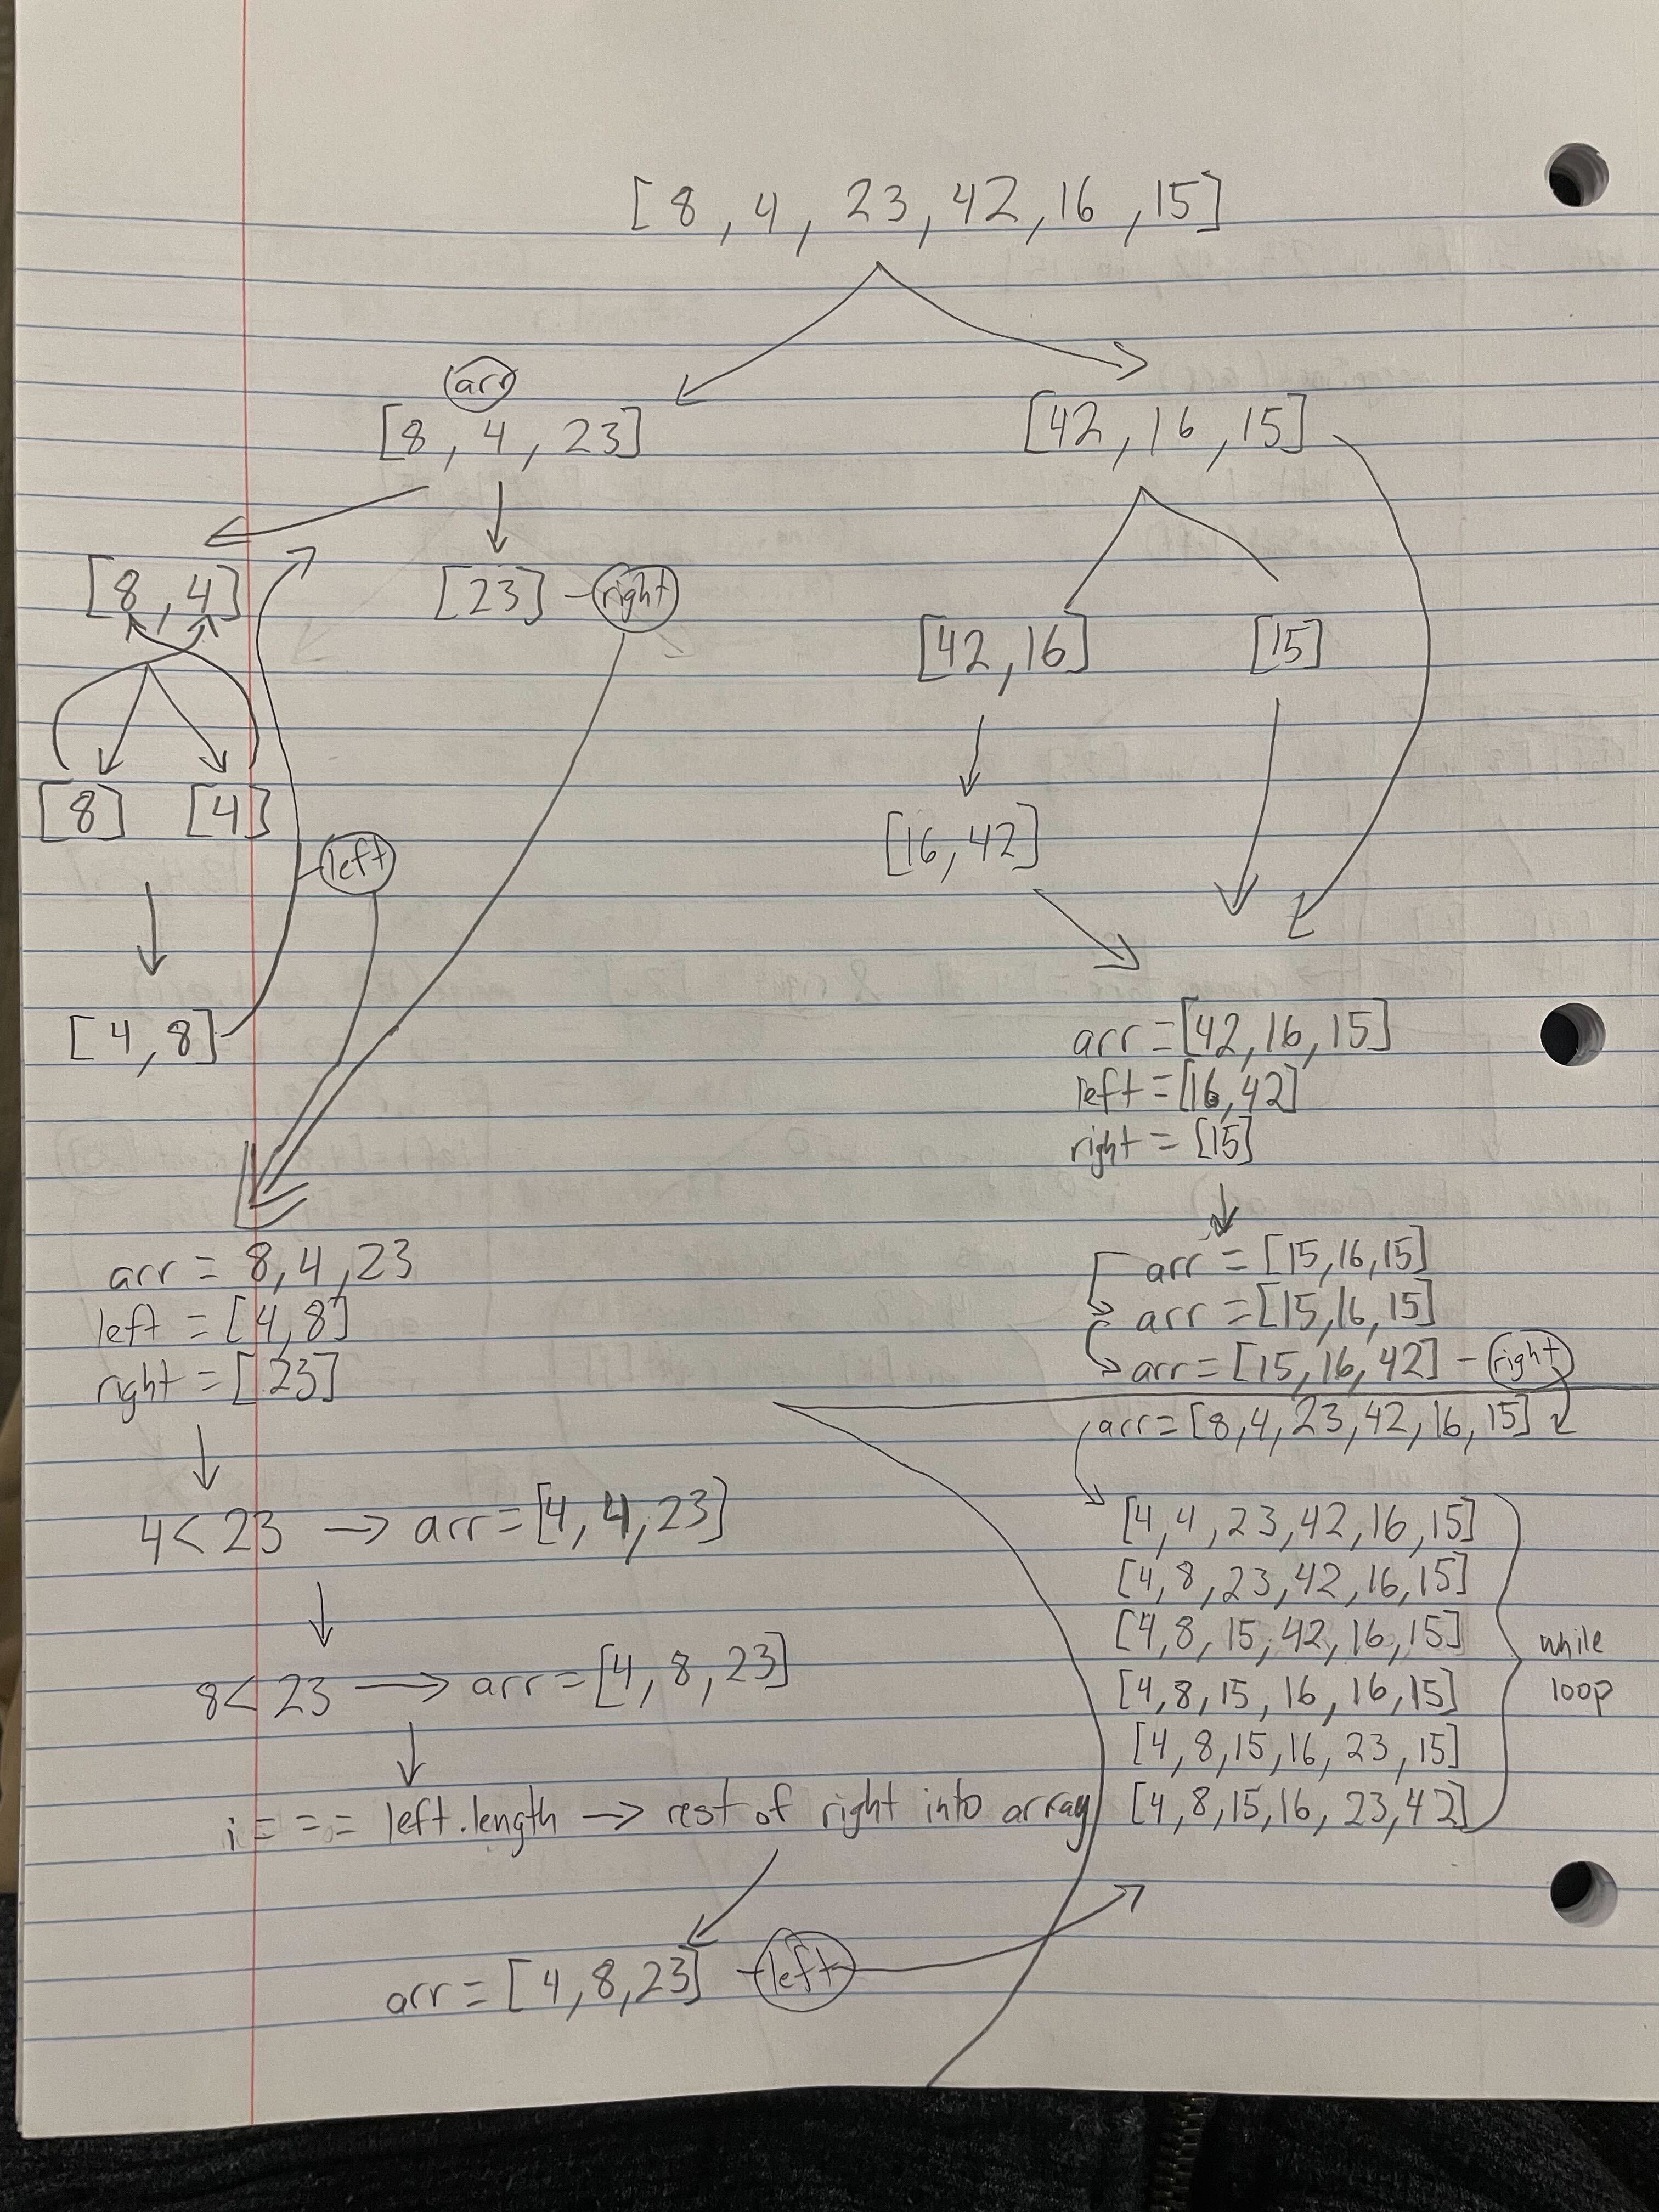 [8, 4, 23, 42, 16, 15]
arr
[8, 4, 23]
[42, 16, 15]
[8, 4]
[23] - right
[42, 16]
[15]
[8] [4]
[16, 42]
left
[4, 8]
arr = 8, 4, 23
left = [4, 8]
right = [23]
4 < 23 → arr = [4, 4, 23]
8 < 23 → arr = [4, 8, 23]
i === left.length → rest of right into array
arr = [4, 8, 23] - left
arr = [42, 16, 15]
left = [16, 42]
right = [15]
arr = [15, 16, 15]
arr = [15, 16, 15]
arr = [15, 16, 42] - right
arr = [8, 4, 23, 42, 16, 15]
[4, 4, 23, 42, 16, 15]
[4, 8, 23, 42, 16, 15]
[4, 8, 15, 42, 16, 15]
[4, 8, 15, 16, 16, 15]
[4, 8, 15, 16, 23, 15]
[4, 8, 15, 16, 23, 42]
while
loop